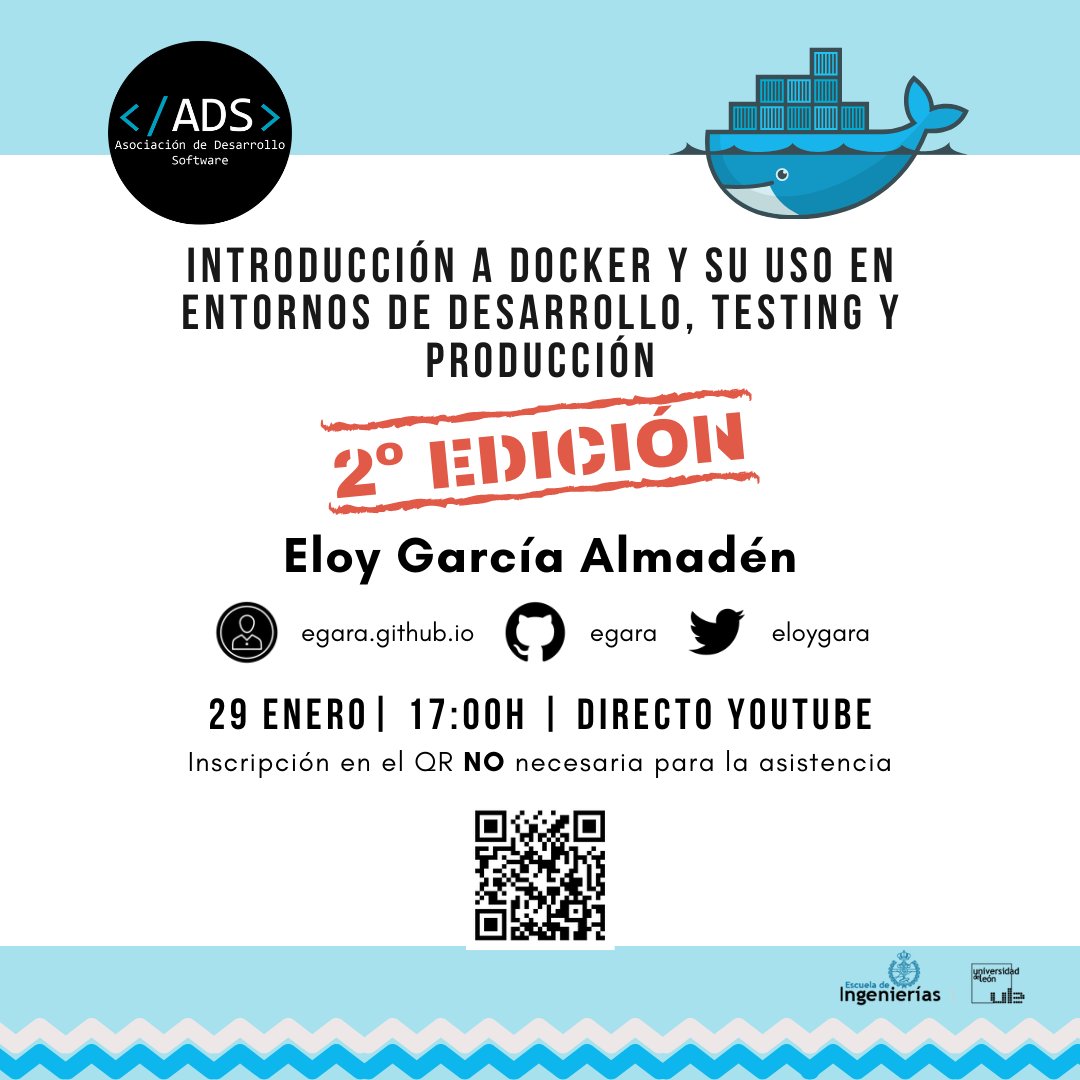 </ADS>
Asociación de Desarrollo
Software
INTRODUCCIÓN A DOCKER Y SU USO EN
ENTORNOS DE DESARROLLO, TESTING Y
PRODUCCIÓN
2º EDICIÓN
Eloy García Almadén
egara.github.io egara eloygara
29 ENERO| 17:00H | DIRECTO YOUTUBE
Inscripción en el QR NO necesaria para la asistencia
Escuela de
Ingenierías
universidad
de león
ule